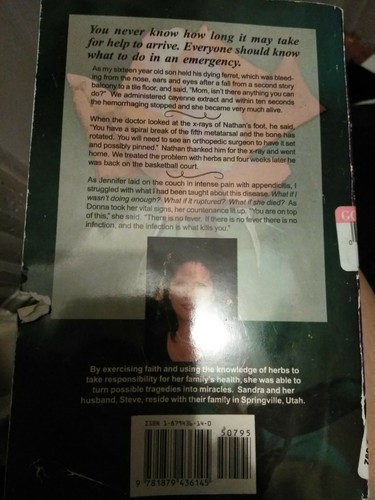 You never know how long it may take
for help to arrive. Everyone should know
what to do in an emergency.
As my sixteen year old son held his dying ferret, which was bleed-
ing from the nose, ears and eyes after a fall from a second story
balcony to a tile floor, and said, "Mom, isn't there anything you can
do?" We administered cayenne extract and within ten seconds
the hemorrhaging stopped and she became very much alive.
When the doctor looked at the x-rays of Nathan's foot, he said,
"You have a spiral break of the fifth metatarsal and the bone has
rotated. You will need to see an orthopedic surgeon to have it set
and possibly pinned." Nathan thanked him for the x-ray and went
home. We treated the problem with herbs and four weeks later he
was back on the basketball court.
As Jennifer laid on the couch in intense pain with appendicitis, I
struggled with what I had been taught about this disease. What if I
wasn't doing enough? What if it ruptured? What if she died? As
Donna took her vital signs, her countenance lit up. "You are on top
of this," she said. "There is no fever. If there is no fever there is no
infection, and the infection is what kills you."
By exercising faith and using the knowledge of herbs to
take responsibility for her family's health, she was able to
turn possible tragedies into miracles. Sandra and her
husband, Steve, reside with their family in Springville, Utah.
ISBN 1-879436-14-0
50795
9 781879 436145